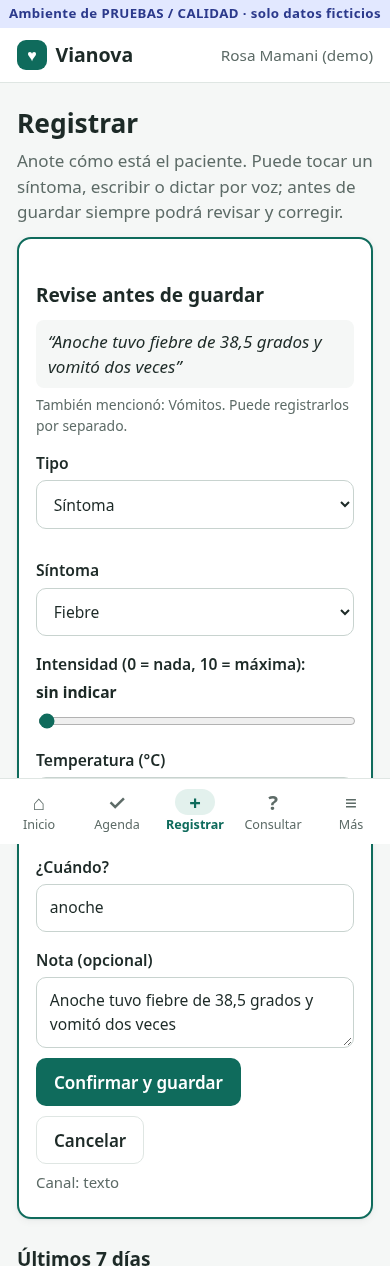 Ambiente de PRUEBAS / CALIDAD · solo datos ficticios
Vianova
Rosa Mamani (demo)
Registrar
Anote cómo está el paciente. Puede tocar un
síntoma, escribir o dictar por voz; antes de
guardar siempre podrá revisar y corregir.
Revise antes de guardar
“Anoche tuvo fiebre de 38,5 grados y
vomitó dos veces”
También mencionó: Vómitos. Puede registrarlos
por separado.
Tipo
Síntoma
Síntoma
Fiebre
Intensidad (0 = nada, 10 = máxima):
sin indicar
Temperatura (°C)
Inicio
Agenda
Registrar
Consultar
Más
¿Cuándo?
anoche
Nota (opcional)
Anoche tuvo fiebre de 38,5 grados y
vomitó dos veces
Confirmar y guardar
Cancelar
Canal: texto
Últimos 7 días